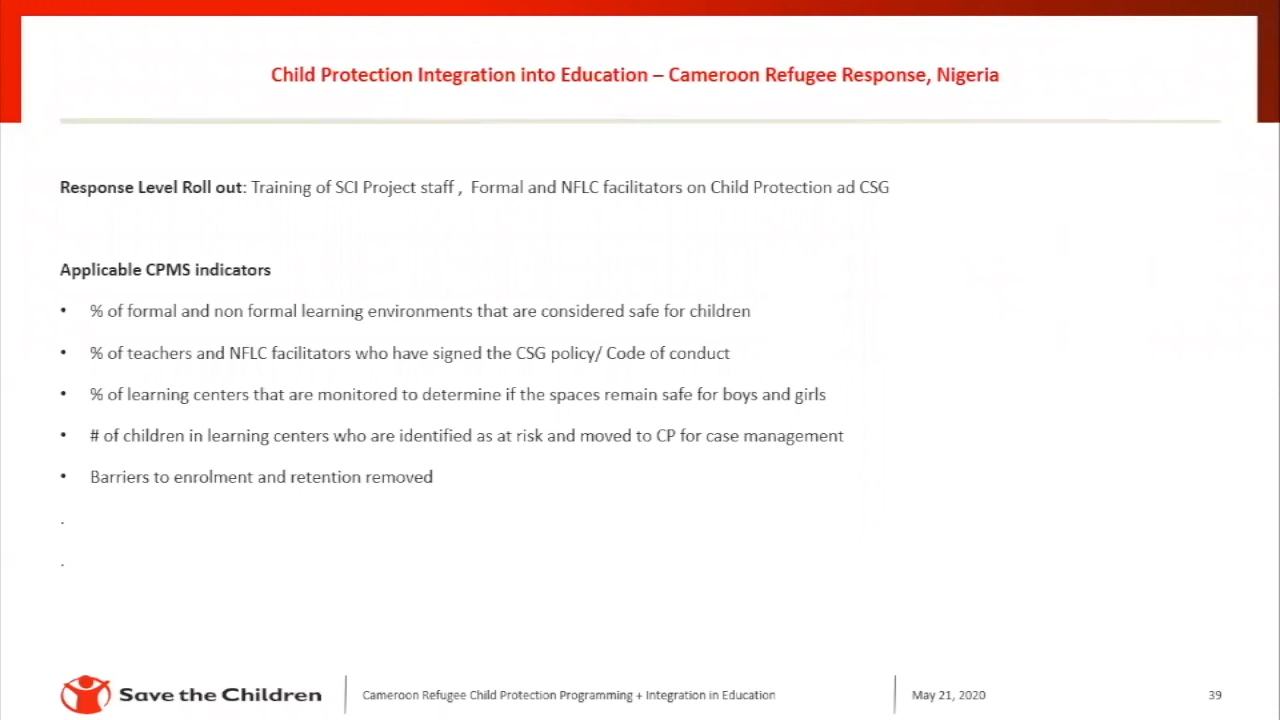 Child Protection Integration into Education – Cameroon Refugee Response, Nigeria
Response Level Roll out: Training of SCI Project staff , Formal and NFLC facilitators on Child Protection ad CSG
Applicable CPMS indicators
• % of formal and non formal learning environments that are considered safe for children
• % of teachers and NFLC facilitators who have signed the CSG policy/ Code of conduct
• % of learning centers that are monitored to determine if the spaces remain safe for boys and girls
• # of children in learning centers who are identified as at risk and moved to CP for case management
• Barriers to enrolment and retention removed
.
.
Save the Children
Cameroon Refugee Child Protection Programming + Integration in Education
May 21, 2020
39